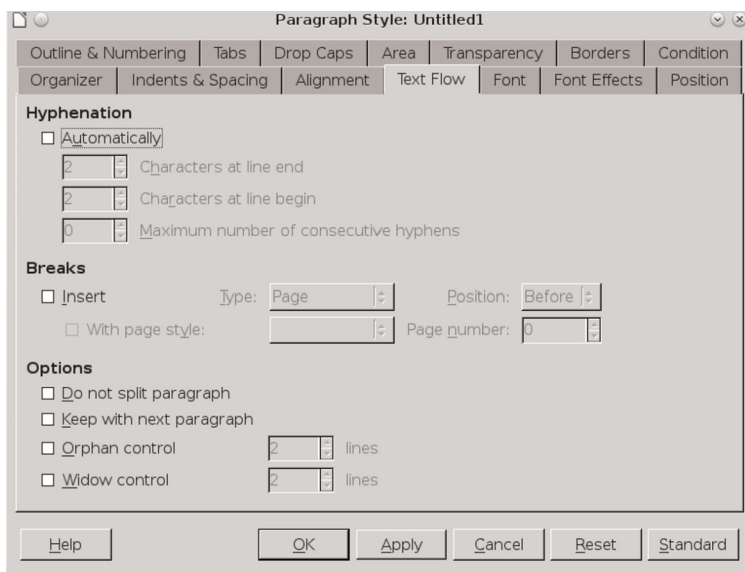 Paragraph Style: Untitled1
Outline & Numbering Tabs Drop Caps Area Transparency Borders Condition
Organizer Indents & Spacing Alignment Text Flow Font Font Effects Position
Hyphenation
Automatically
2 Characters at line end
2 Characters at line begin
0 Maximum number of consecutive hyphens
Breaks
Insert Type: Page Position: Before
With page style: Page number: 0
Options
Do not split paragraph
Keep with next paragraph
Orphan control 2 lines
Widow control 2 lines
Help OK Apply Cancel Reset Standard